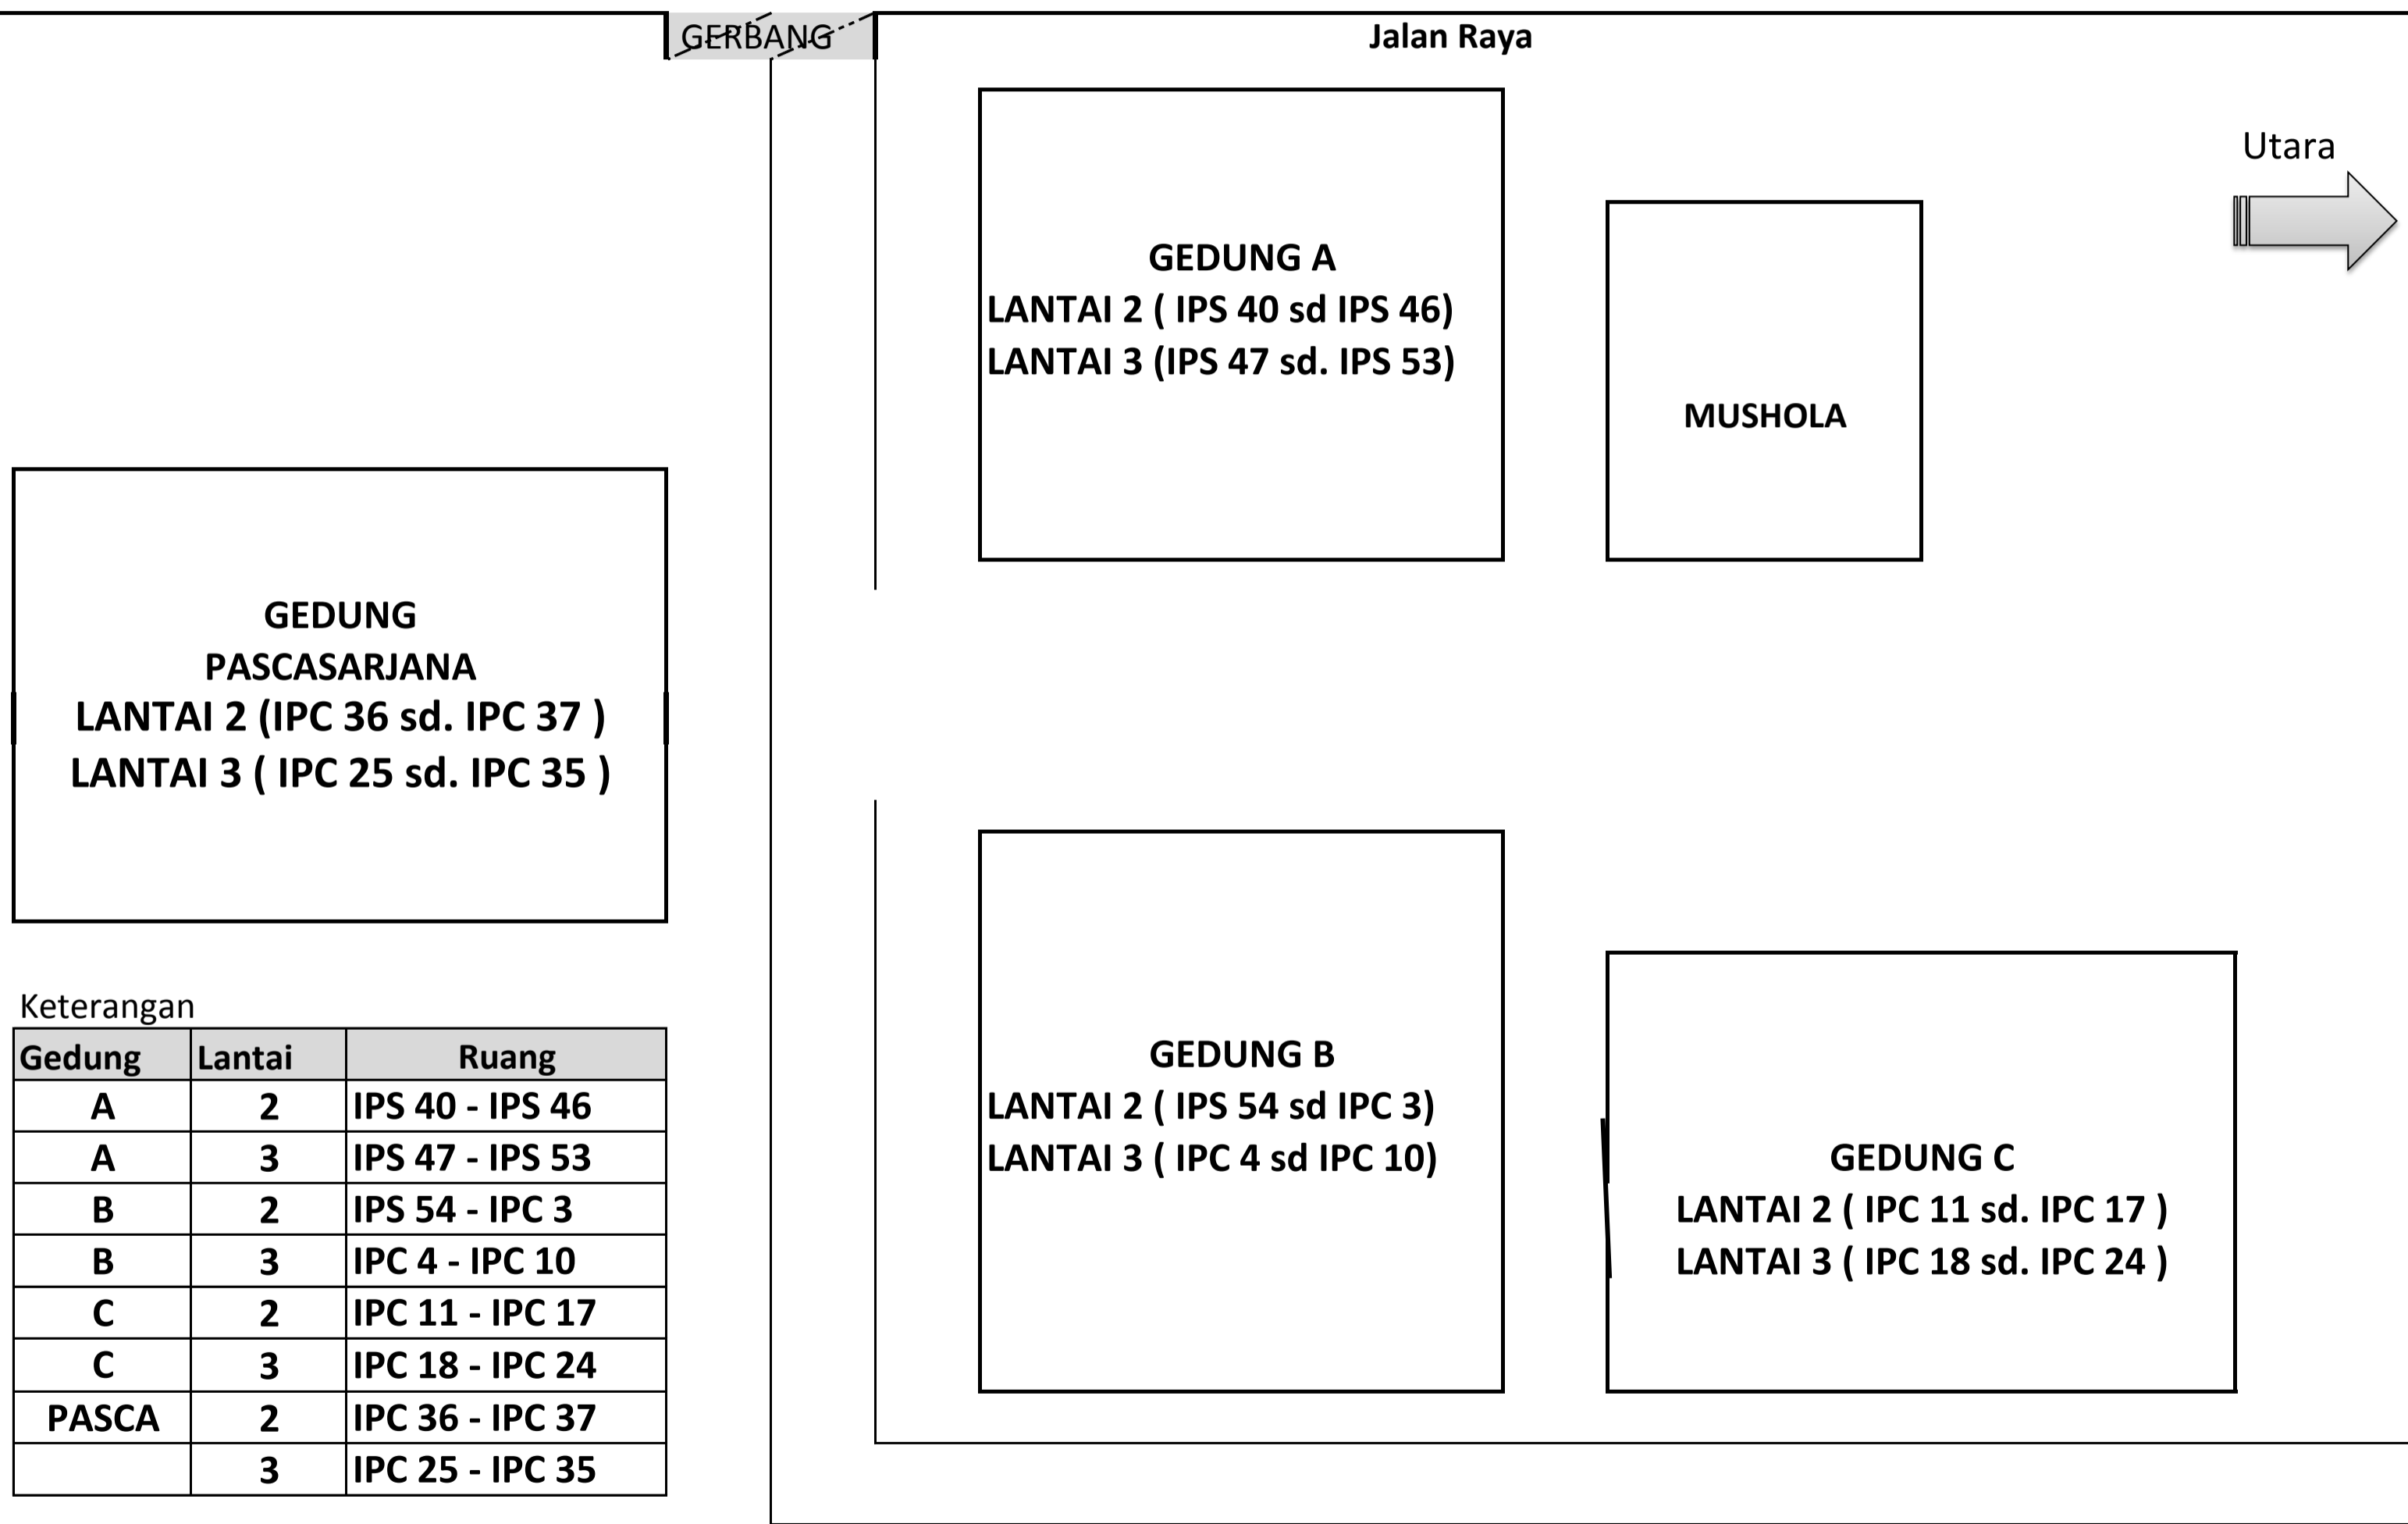 GERBANG
Jalan Raya
Utara
GEDUNG A
LANTAI 2 ( IPS 40 sd IPS 46)
LANTAI 3 (IPS 47 sd. IPS 53)
MUSHOLA
GEDUNG
PASCASARJANA
LANTAI 2 (IPC 36 sd. IPC 37 )
LANTAI 3 ( IPC 25 sd. IPC 35 )
GEDUNG B
LANTAI 2 ( IPS 54 sd IPC 3)
LANTAI 3 ( IPC 4 sd IPC 10)
GEDUNG C
LANTAI 2 ( IPC 11 sd. IPC 17 )
LANTAI 3 ( IPC 18 sd. IPC 24 )
Keterangan
Gedung Lantai Ruang
A 2 IPS 40 - IPS 46
A 3 IPS 47 - IPS 53
B 2 IPS 54 - IPC 3
B 3 IPC 4 - IPC 10
C 2 IPC 11 - IPC 17
C 3 IPC 18 - IPC 24
PASCA 2 IPC 36 - IPC 37
3 IPC 25 - IPC 35